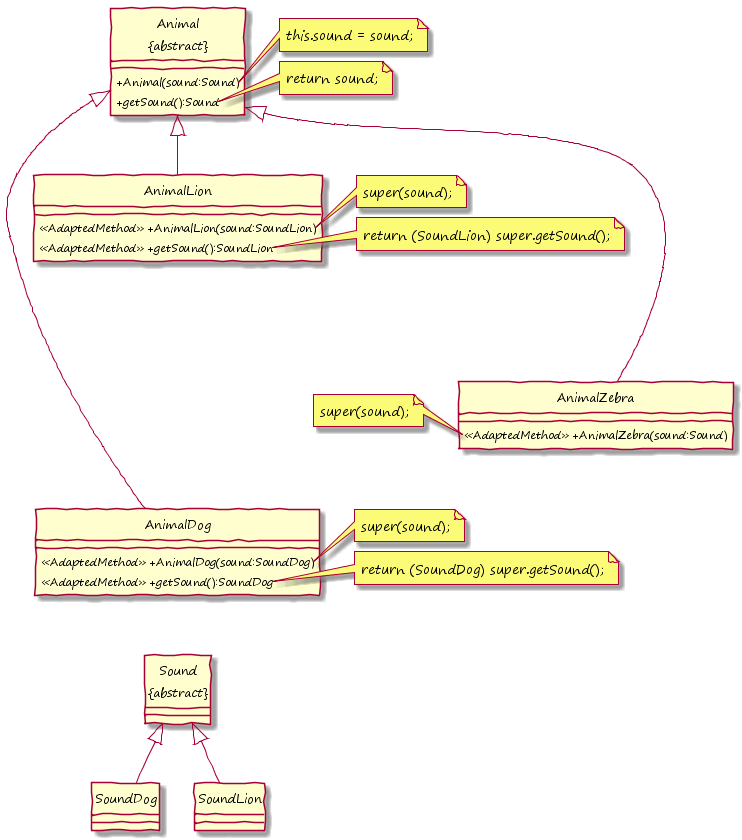 Animal
{abstract}
this.sound = sound;
+Animal(sound:Sound)
return sound;
+getSound():Sound
AnimalLion
super(sound);
<<AdaptedMethod>> +AnimalLion(sound:SoundLion)
return (SoundLion) super.getSound();
<<AdaptedMethod>> +getSound():SoundLion
AnimalZebra
super(sound);
<<AdaptedMethod>> +AnimalZebra(sound:Sound)
AnimalDog
super(sound);
<<AdaptedMethod>> +AnimalDog(sound:SoundDog)
return (SoundDog) super.getSound();
<<AdaptedMethod>> +getSound():SoundDog
Sound
{abstract}
SoundDog
SoundLion